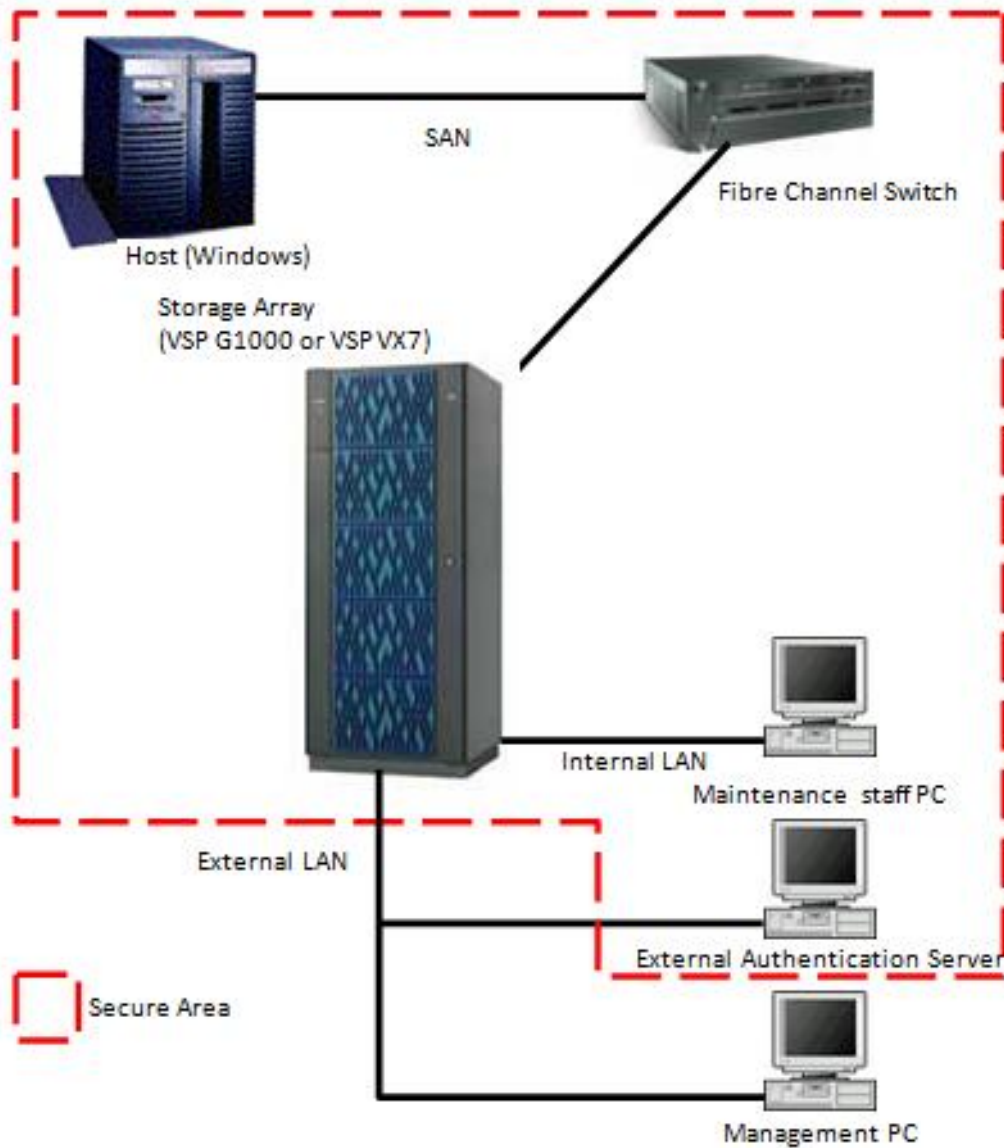 SAN
Fibre Channel Switch
Host (Windows)
Storage Array
(VSP G1000 or VSP VX7)
Internal LAN
Maintenance staff PC
External LAN
External Authentication Server
Secure Area
Management PC